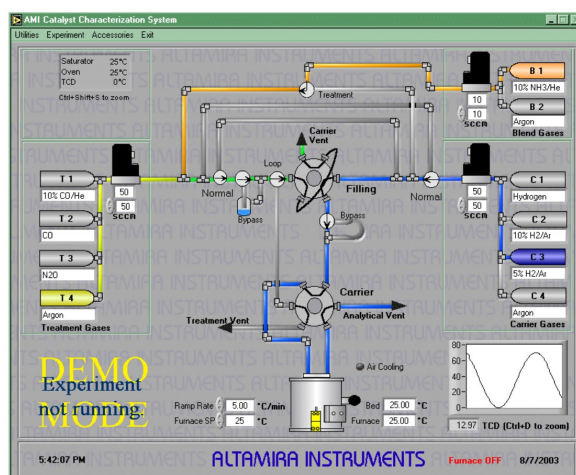 AMI Catalyst Characterization System
Utilities Experiment Accessories Exit
Saturator 25°C
Oven 25°C
TCD 0°C
Ctrl+Shift+S to zoom
Treatment
10
10
sccm
B 1
10% NH3/He
B 2
Argon
Blend Gases
Carrier
Vent
Loop
Normal
Bypass
Filling
Bypass
Normal
T 1
10% CO/He
T 2
CO
T 3
N2O
T 4
Argon
Treatment Gases
50
50
sccm
50
50
sccm
C 1
Hydrogen
C 2
10% H2/Ar
C 3
5% H2/Ar
C 4
Argon
Carrier Gases
Carrier
Analytical Vent
Treatment Vent
DEMO
Experiment
not running.
MODE
Air Cooling
Ramp Rate 5.00 °C/min
Furnace SP 25 °C
Bed 25.00 °C
Furnace 25.00 °C
80
60
40
20
0
12.97 TCD (Ctrl+D to zoom)
5:42:07 PM ALTAMIRA INSTRUMENTS Furnace OFF 8/7/2003
ALTAMIRA INSTRUMENTS